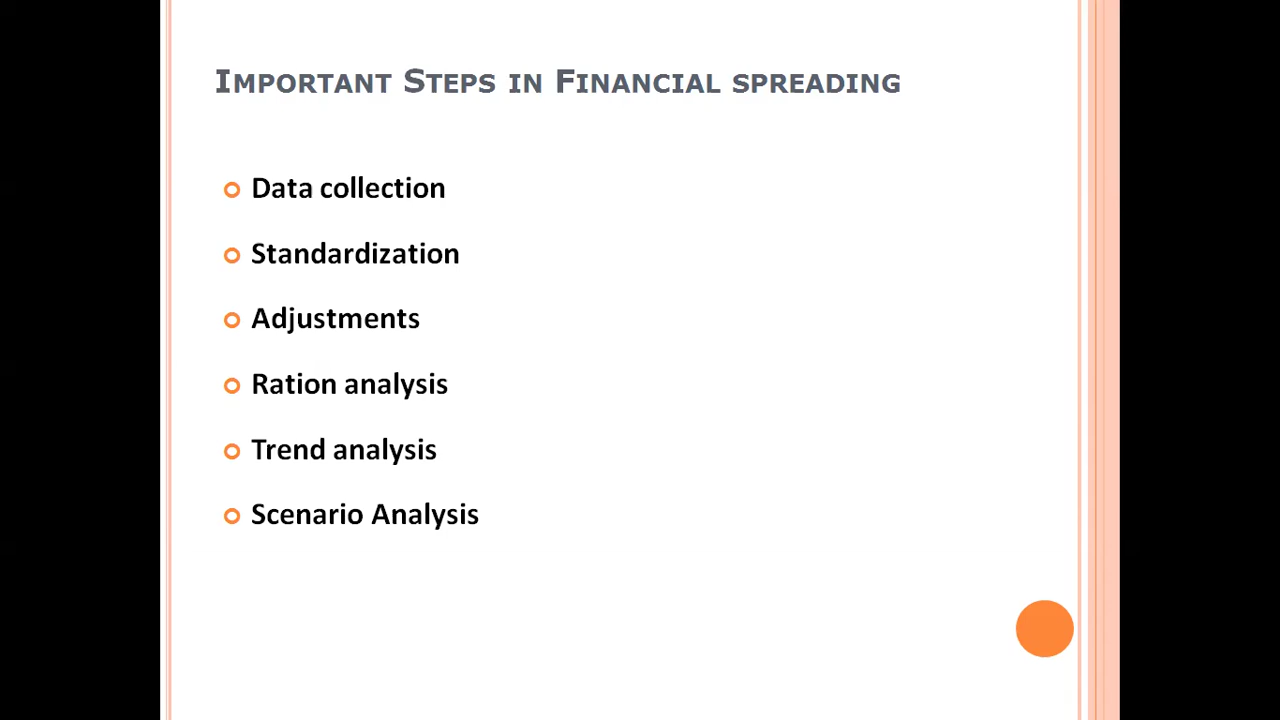 Important Steps in Financial spreading
Data collection
Standardization
Adjustments
Ration analysis
Trend analysis
Scenario Analysis